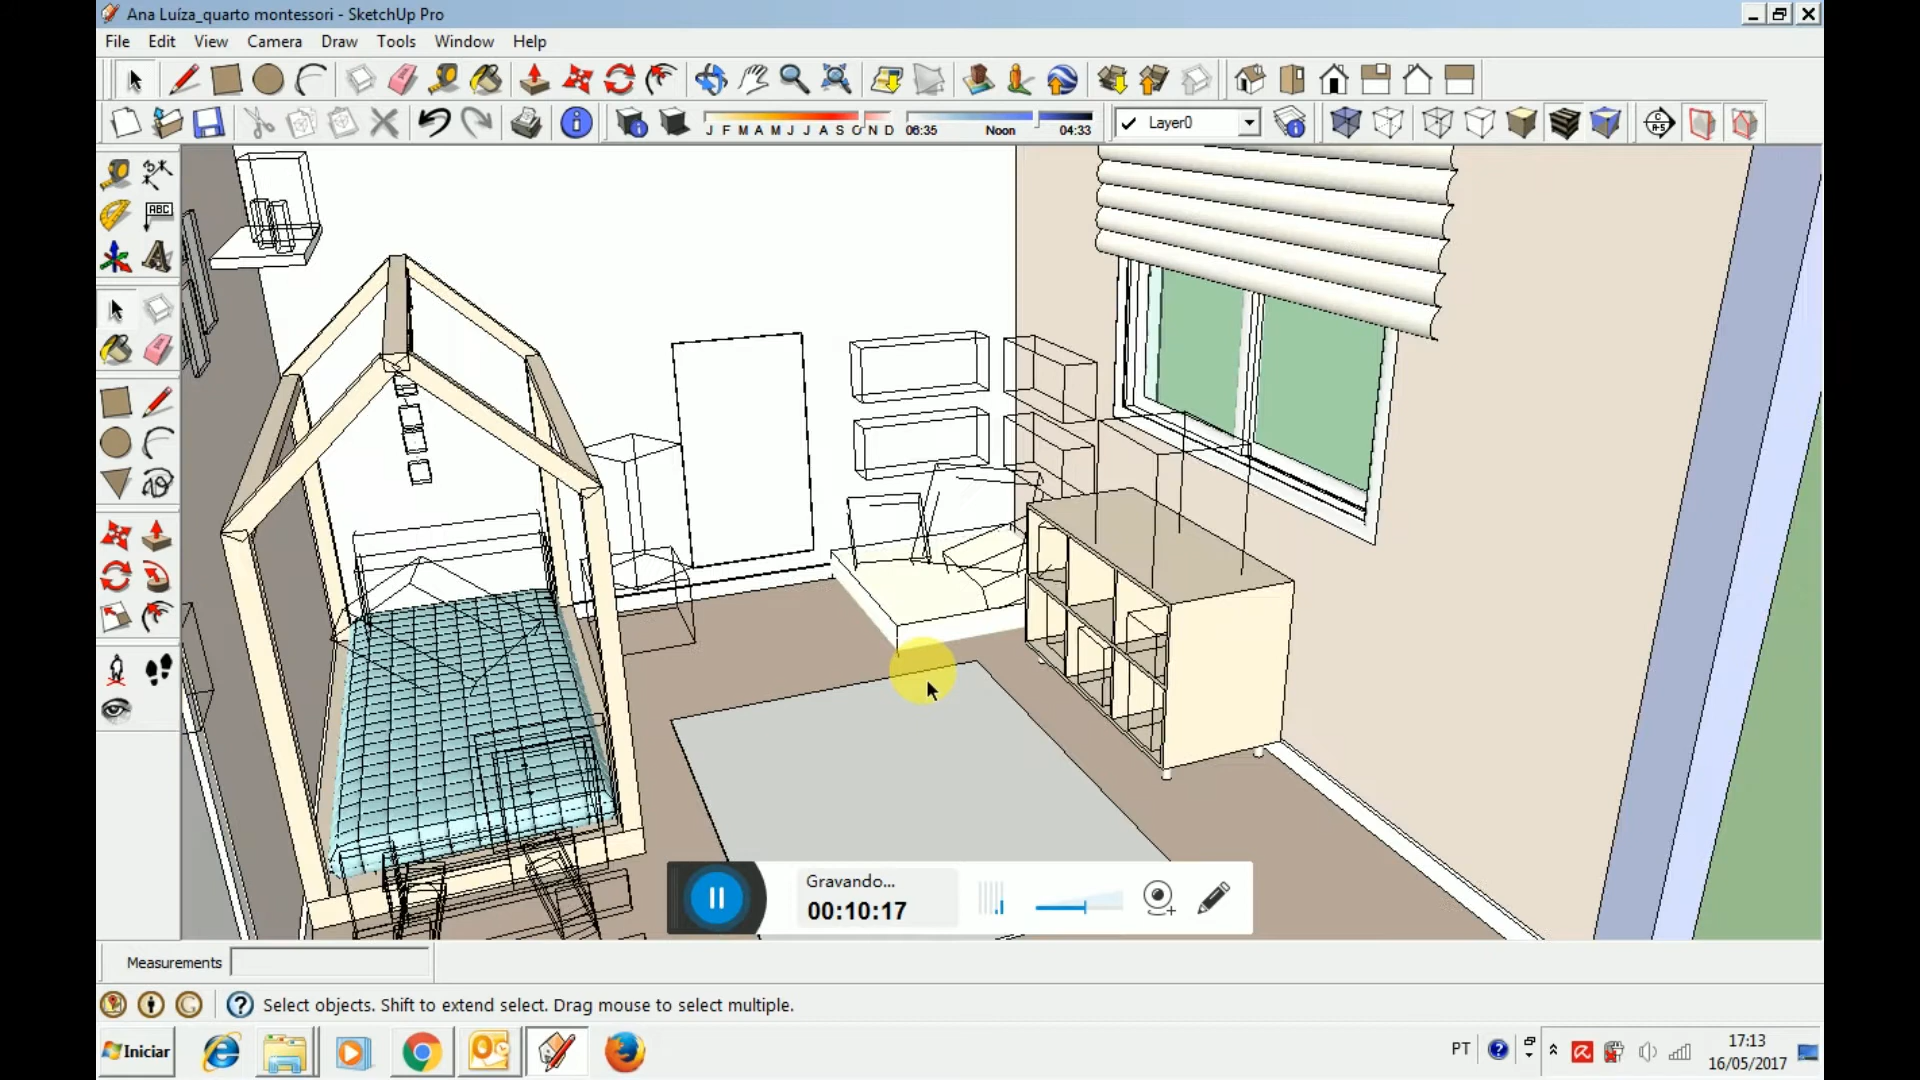 Ana Luíza_quarto montessori - SketchUp Pro
File Edit View Camera Draw Tools Window Help
J F M A M J J A S O N D 06:35 Noon 04:33 Layer0
ABC
Gravando...
00:10:17
Measurements
Select objects. Shift to extend select. Drag mouse to select multiple.
Iniciar PT 17:13
16/05/2017